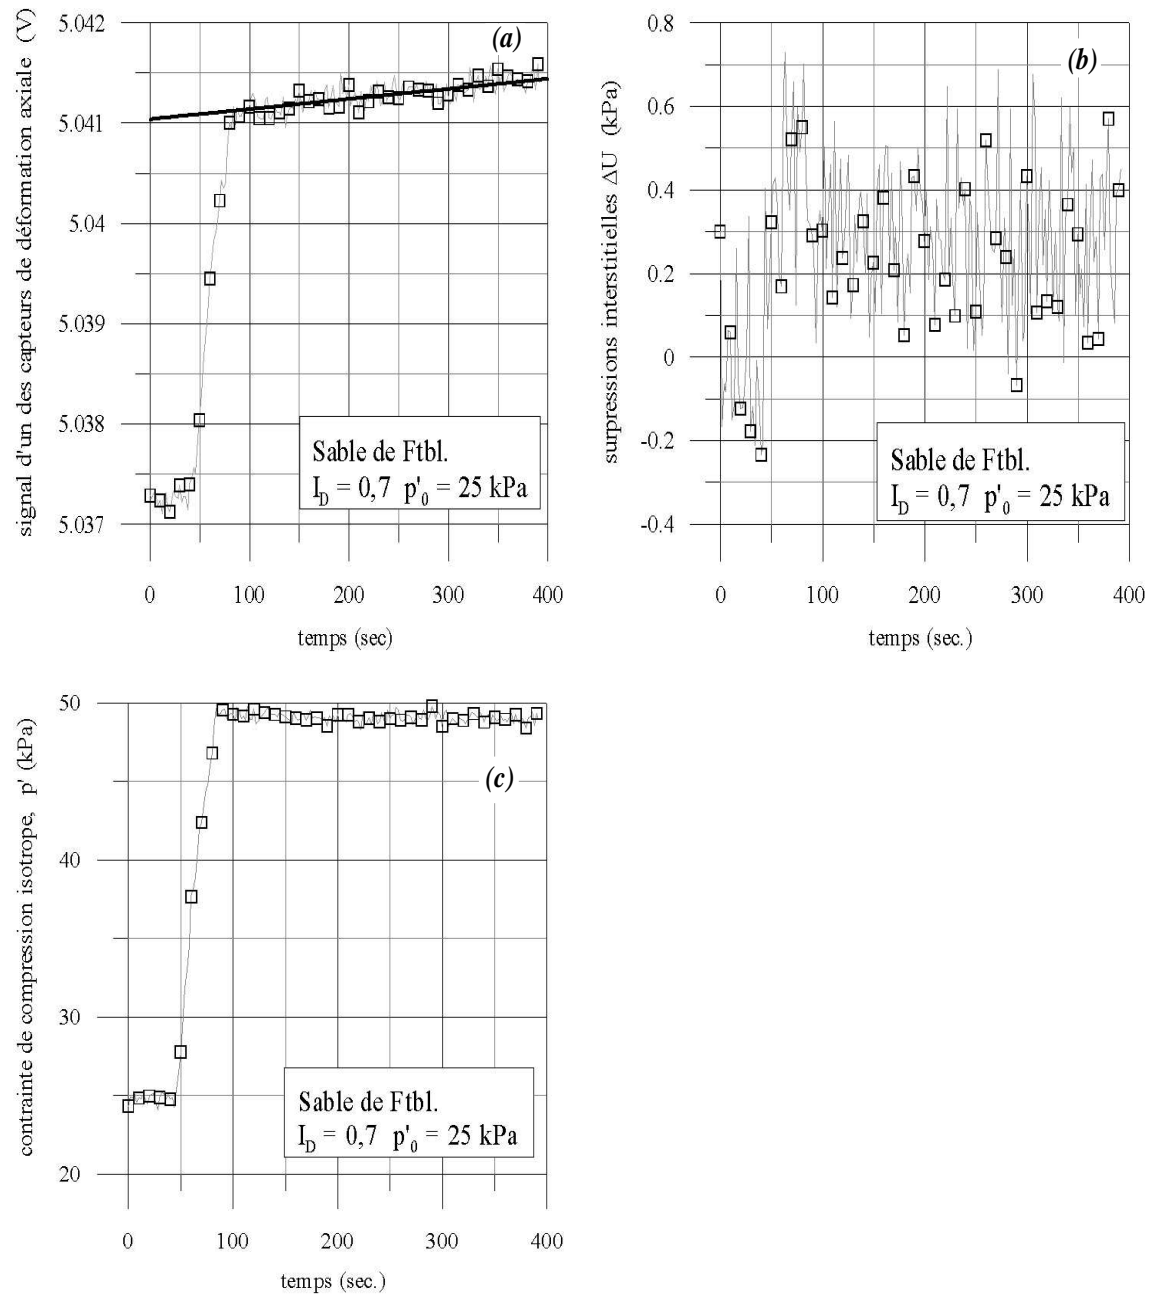 signal d'un des capteurs de déformation axiale (V)
5.042
5.041
5.04
5.039
5.038
5.037
(a)
Sable de Ftbl.
I_D = 0,7 p'_0 = 25 kPa
0 100 200 300 400
temps (sec)
surpressions interstitielles ΔU (kPa)
0.8
0.6
0.4
0.2
0
-0.2
-0.4
(b)
Sable de Ftbl.
I_D = 0,7 p'_0 = 25 kPa
0 100 200 300 400
temps (sec.)
contrainte de compression isotrope, p' (kPa)
50
40
30
20
(c)
Sable de Ftbl.
I_D = 0,7 p'_0 = 25 kPa
0 100 200 300 400
temps (sec.)